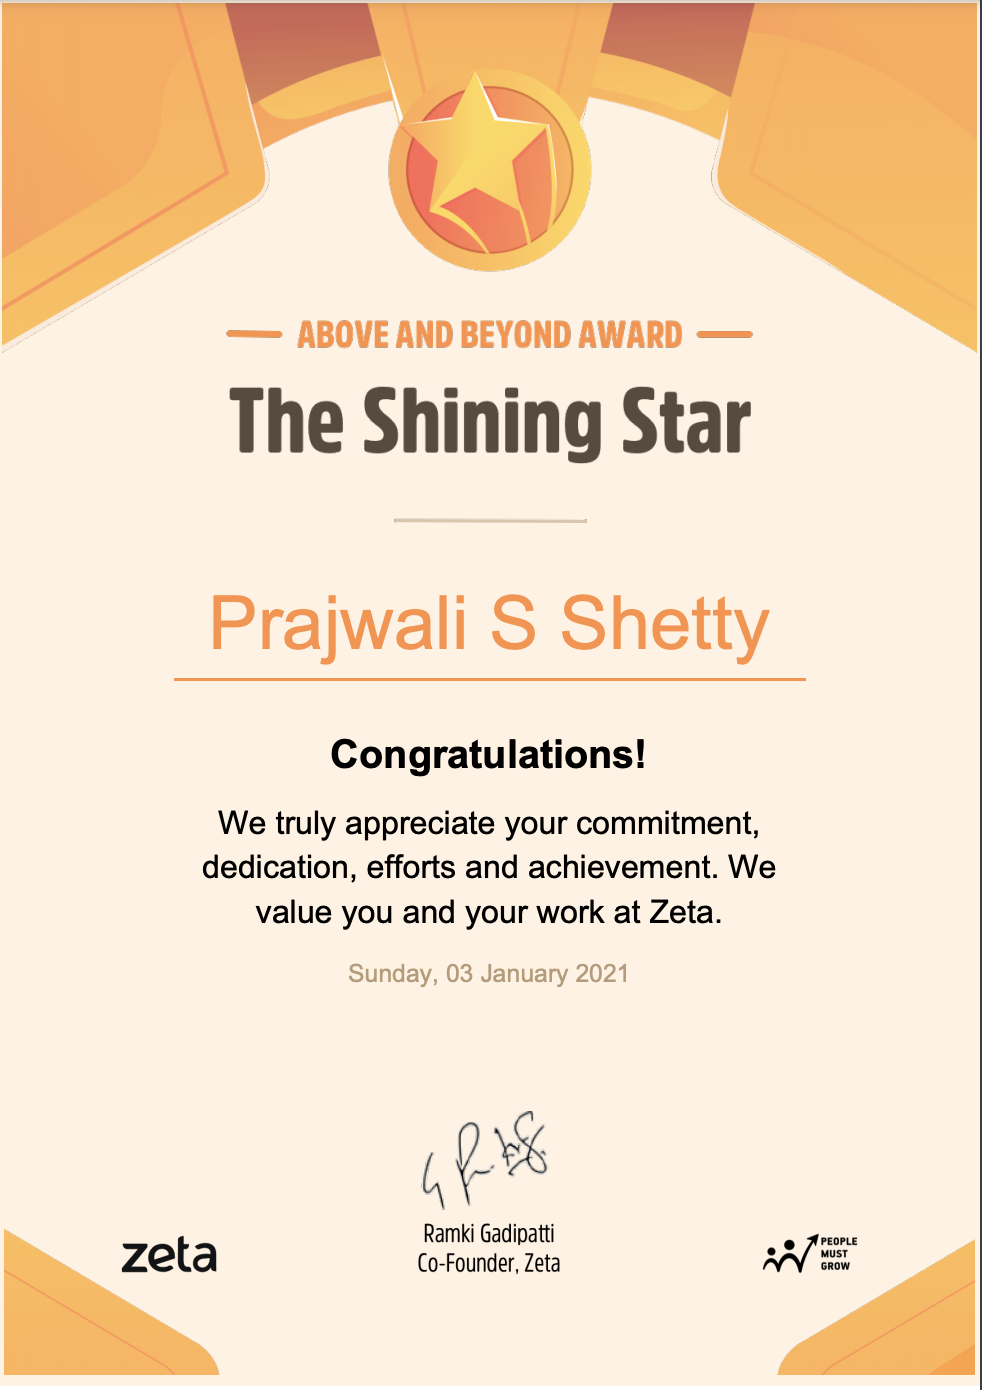 ABOVE AND BEYOND AWARD
The Shining Star
Prajwali S Shetty
Congratulations!
We truly appreciate your commitment,
dedication, efforts and achievement. We
value you and your work at Zeta.
Sunday, 03 January 2021
Ramki Gadipatti
Co-Founder, Zeta
zeta
PEOPLE
MUST
GROW